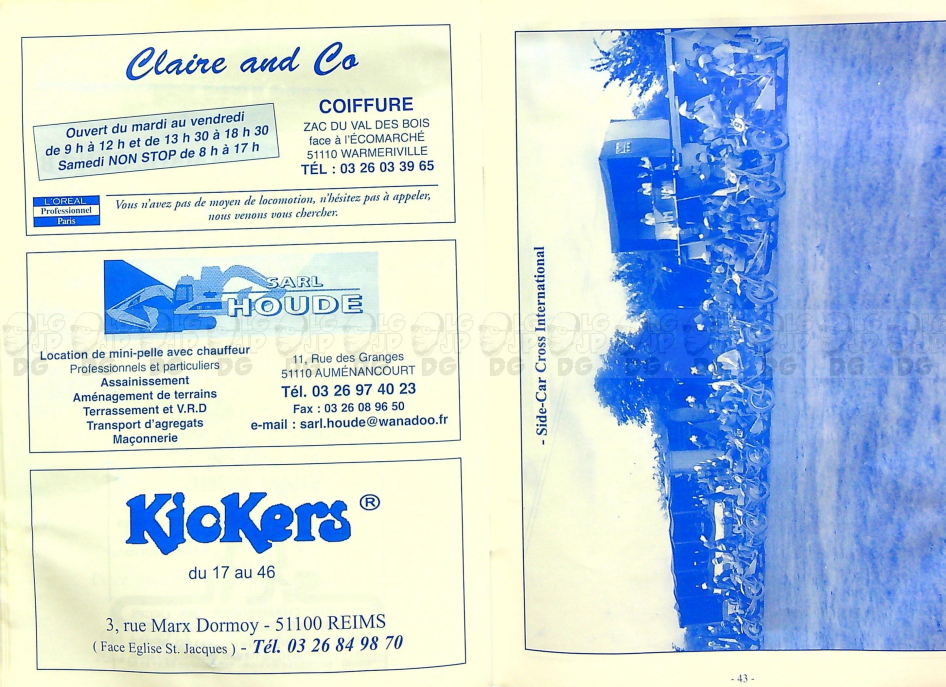 Claire and Co
Ouvert du mardi au vendredi
de 9 h à 12 h et de 13 h 30 à 18 h 30
Samedi NON STOP de 8 h à 17 h
COIFFURE
ZAC DU VAL DES BOIS
face à l'ÉCOMARCHÉ
51110 WARMERIVILLE
TÉL : 03 26 03 39 65
L'ORÉAL
Professionnel
Paris
Vous n'avez pas de moyen de locomotion, n'hésitez pas à appeler,
nous venons vous chercher.
SARL
HOUDE
Location de mini-pelle avec chauffeur
Professionnels et particuliers
Assainissement
Aménagement de terrains
Terrassement et V.R.D
Transport d'agregats
Maçonnerie
11, Rue des Granges
51110 AUMÉNANCOURT
Tél. 03 26 97 40 23
Fax : 03 26 08 96 50
e-mail : sarl.houde@wanadoo.fr
KicKers ®
du 17 au 46
3, rue Marx Dormoy - 51100 REIMS
( Face Eglise St. Jacques ) - Tél. 03 26 84 98 70
- Side-Car Cross International
- 43 -